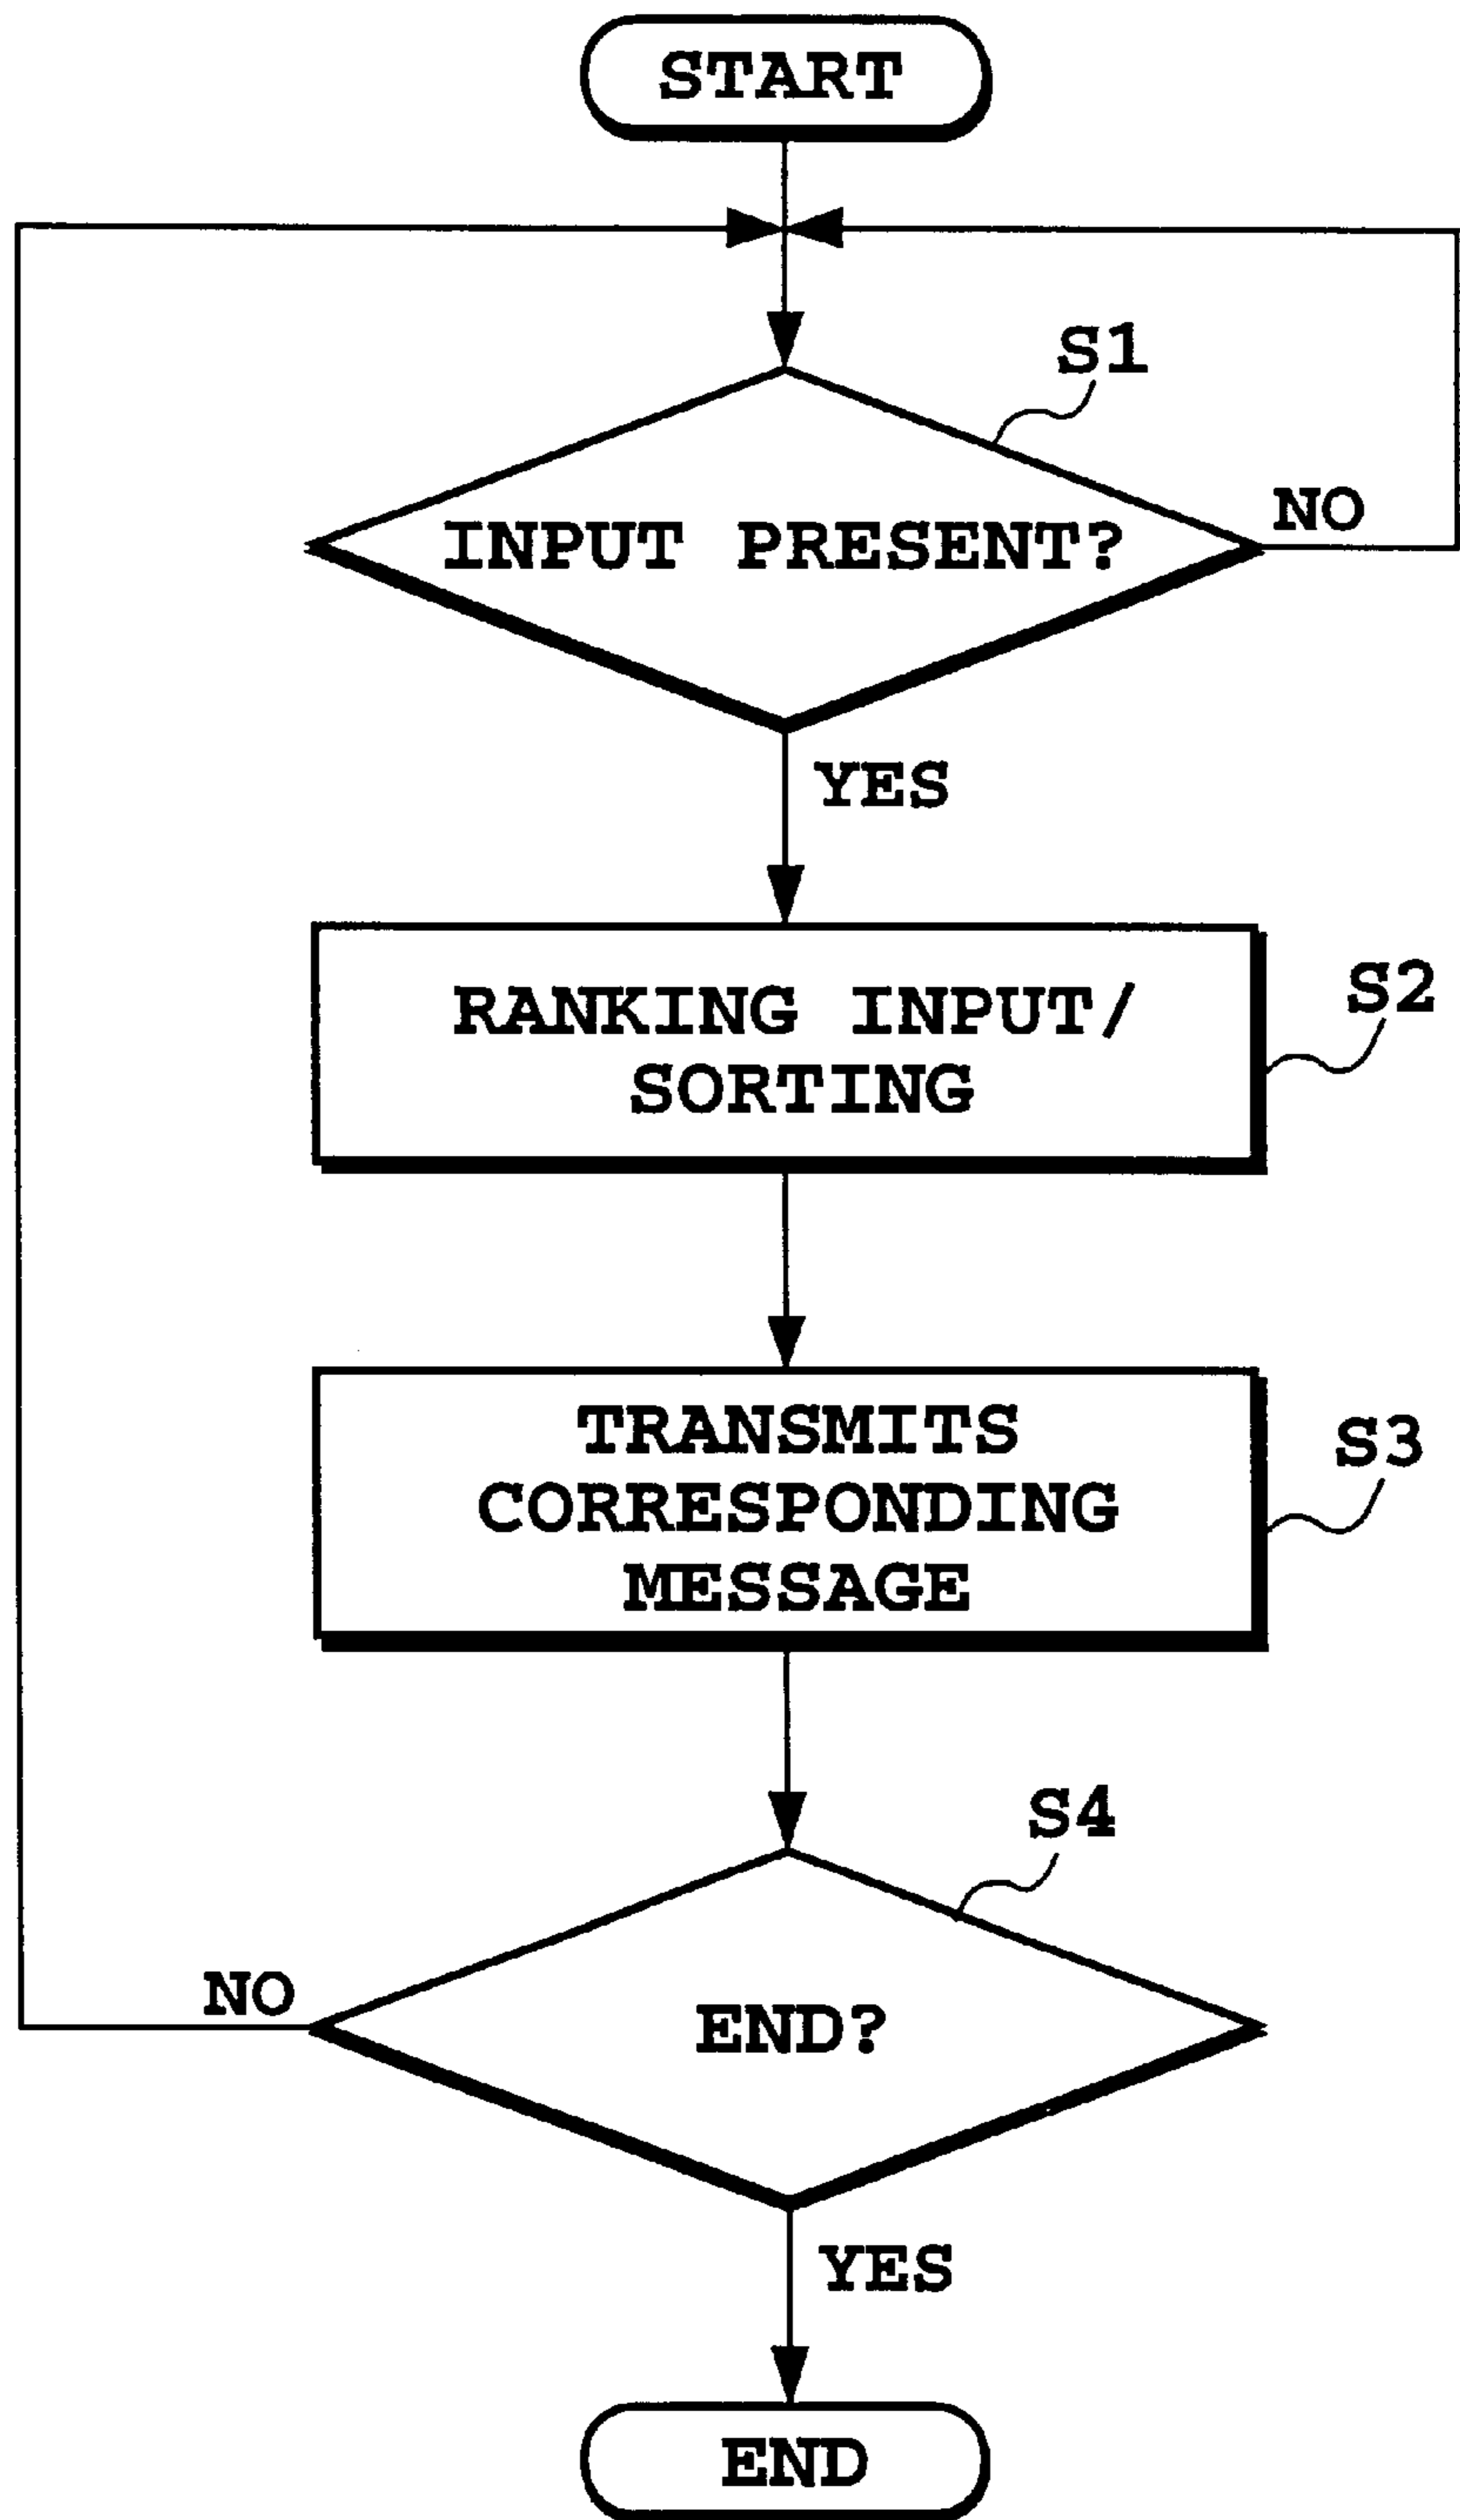 START
S1
INPUT PRESENT?
NO
YES
RANKING INPUT/
SORTING
S2
TRANSMITS
CORRESPONDING
MESSAGE
S3
S4
NO
END?
YES
END